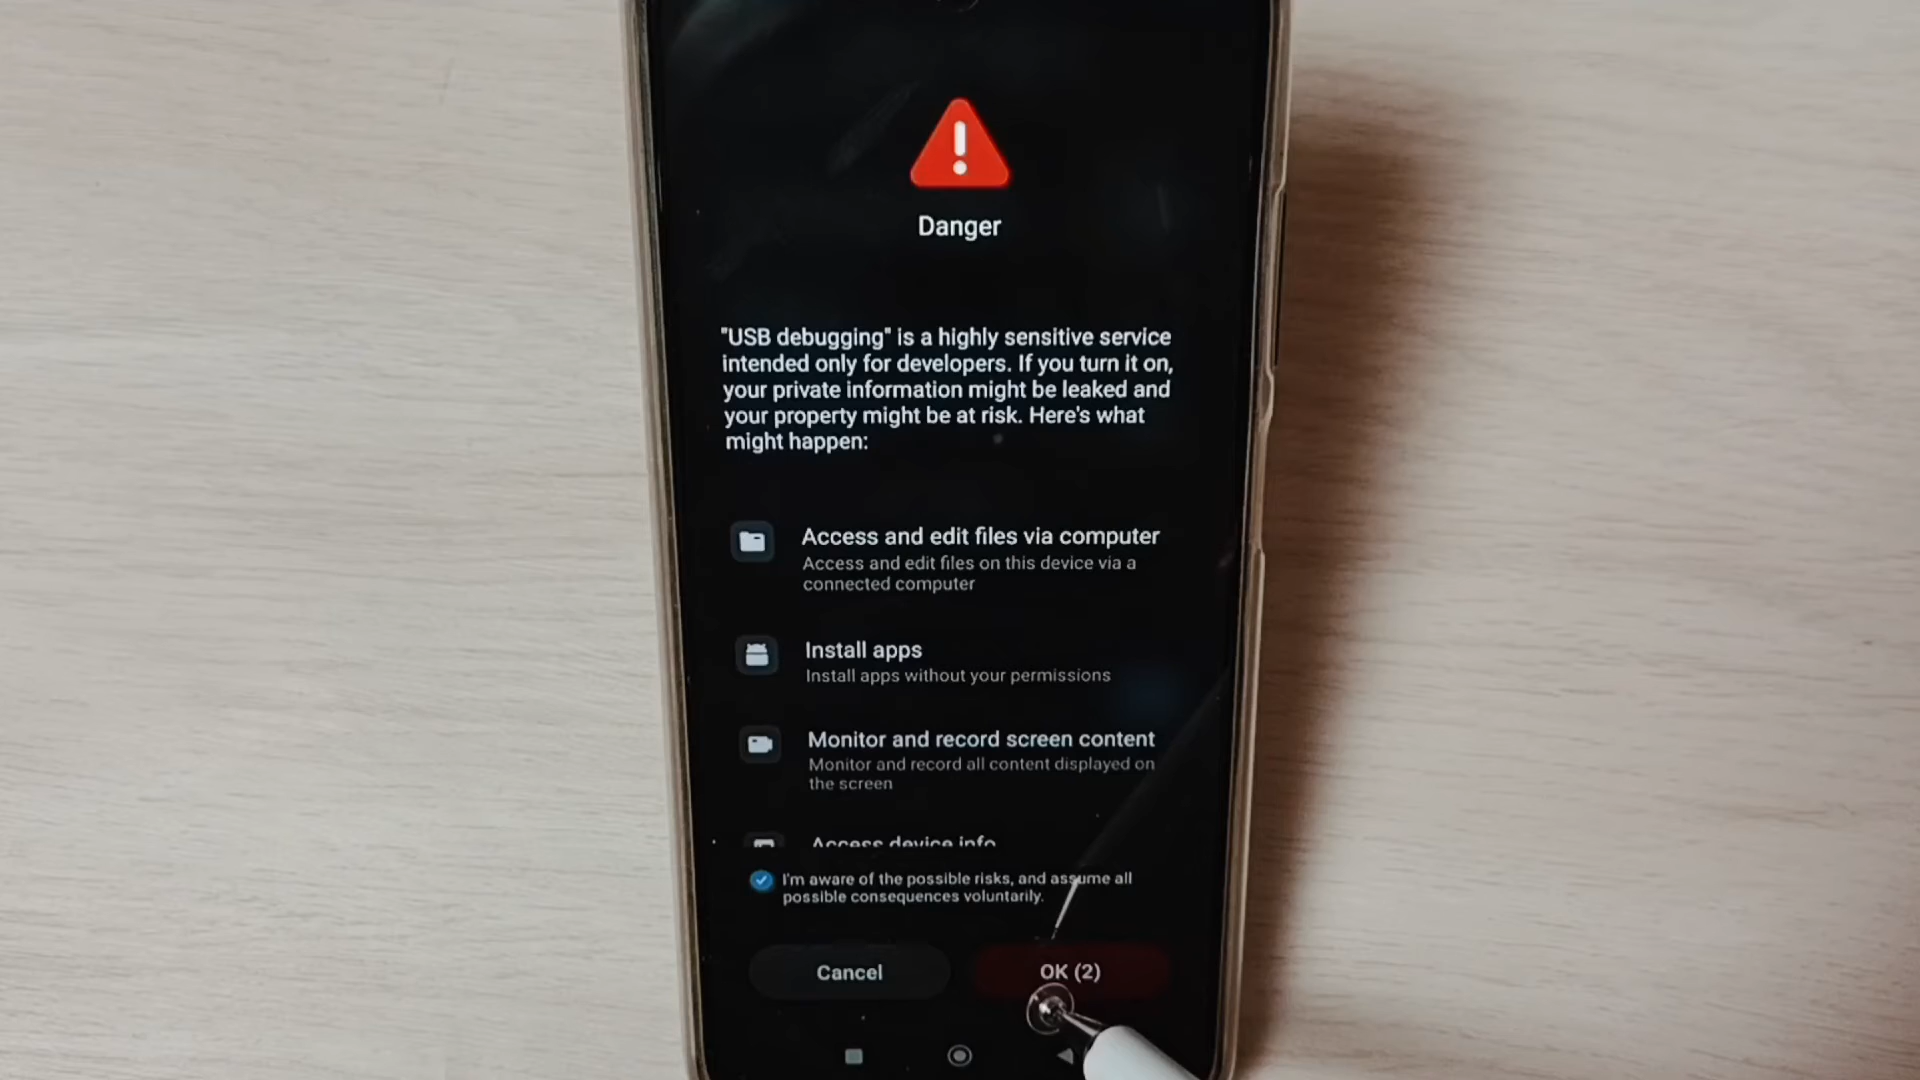 Danger
"USB debugging" is a highly sensitive service
intended only for developers. If you turn it on,
your private information might be leaked and
your property might be at risk. Here's what
might happen:
Access and edit files via computer
Access and edit files on this device via a
connected computer
Install apps
Install apps without your permissions
Monitor and record screen content
Monitor and record all content displayed on
the screen
Access device info
I'm aware of the possible risks, and assume all
possible consequences voluntarily.
Cancel
OK (2)